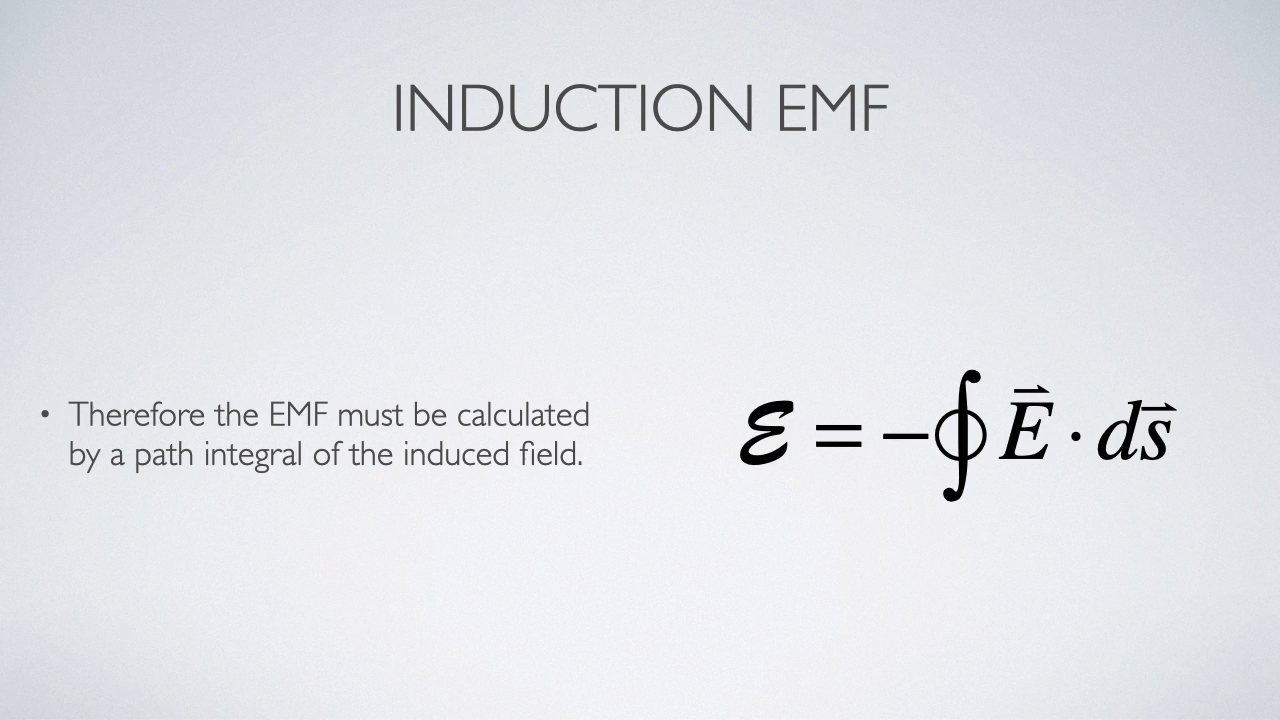 INDUCTION EMF
• Therefore the EMF must be calculated
by a path integral of the induced field.
ℰ = −∮ E⃗ · ds⃗